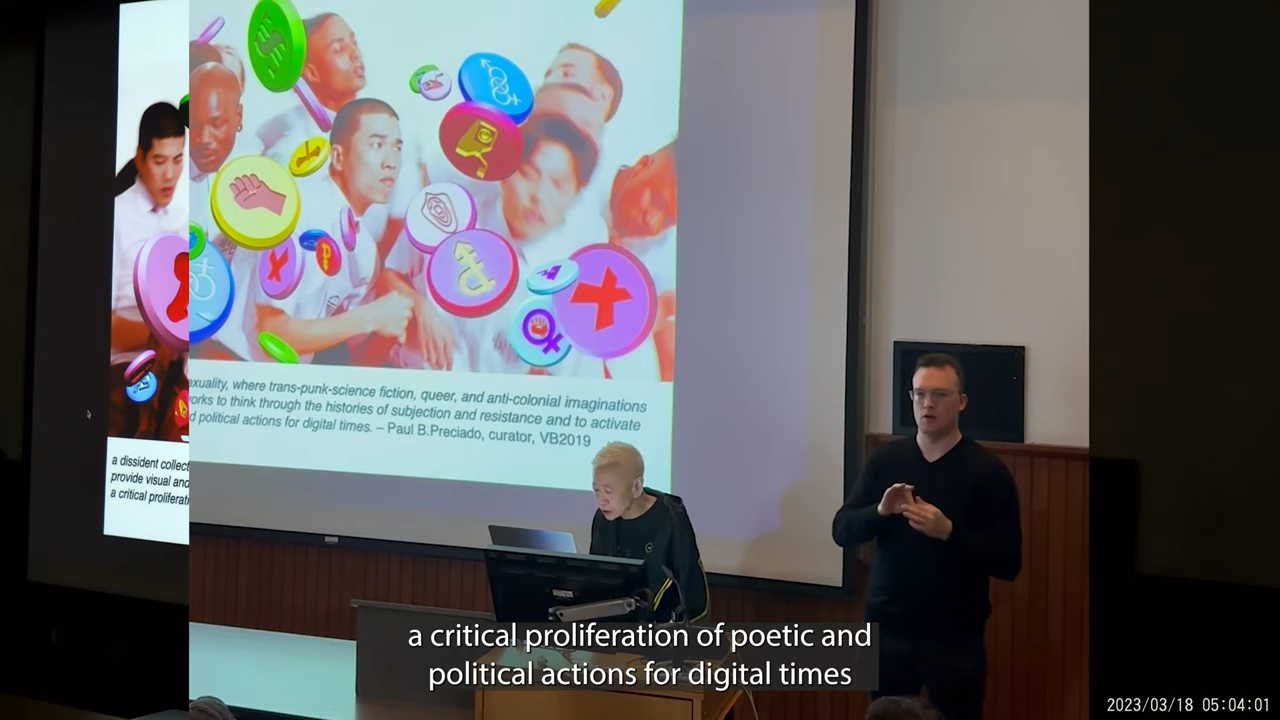 exuality, where trans-punk-science fiction, queer, and anti-colonial imaginations
orks to think through the histories of subjection and resistance and to activate
d political actions for digital times. – Paul B.Preciado, curator, VB2019
a dissident collect
provide visual and
a critical proliferati
a critical proliferation of poetic and
political actions for digital times
2023/03/18 05:04:01